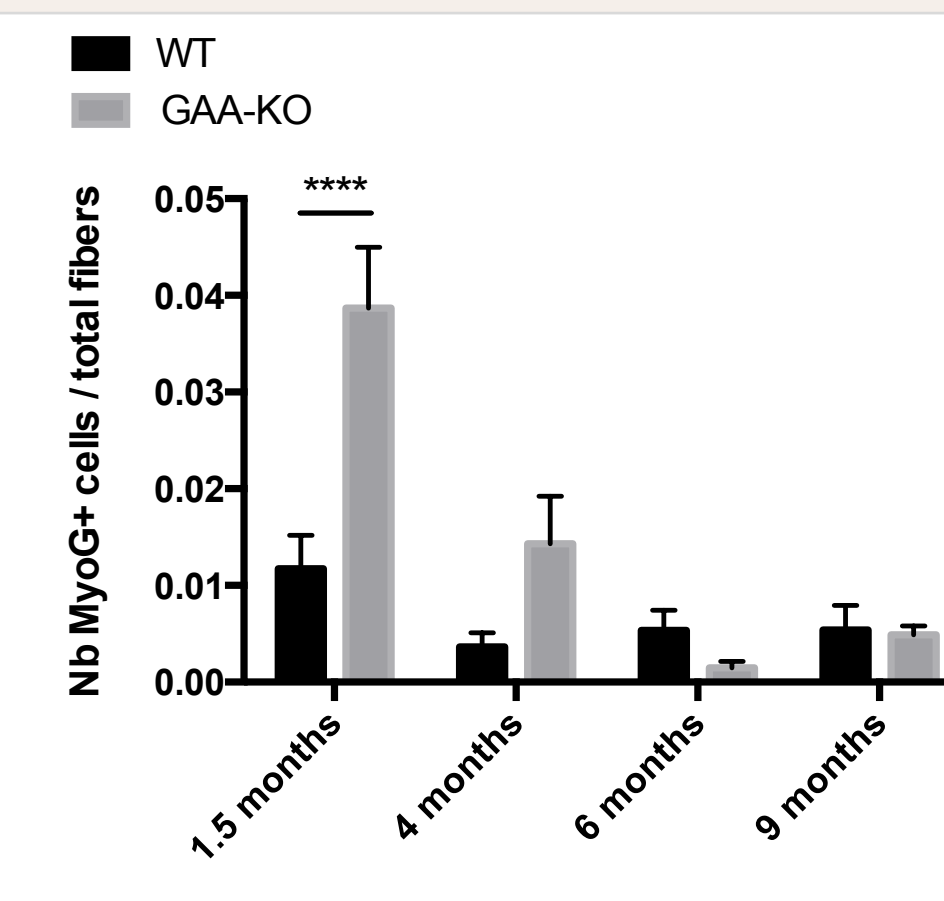 WT
GAA-KO
****
Nb MyoG+ cells / total fibers
0.05
0.04
0.03
0.02
0.01
0.00
1.5 months
4 months
6 months
9 months